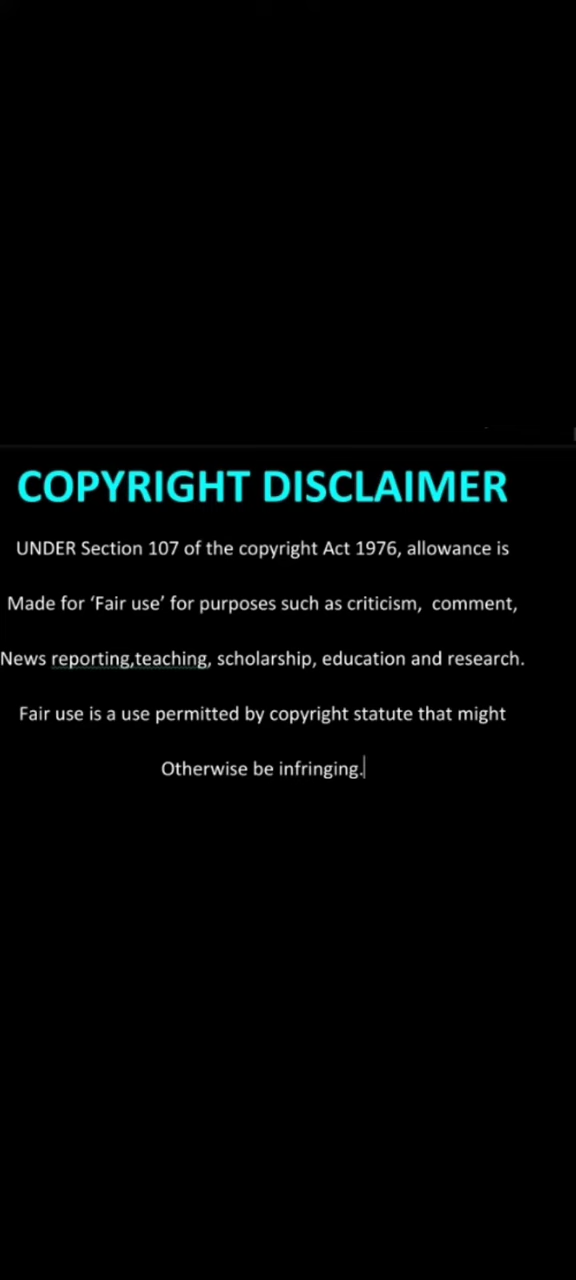 COPYRIGHT DISCLAIMER
UNDER Section 107 of the copyright Act 1976, allowance is
Made for ‘Fair use’ for purposes such as criticism,  comment,
News reporting,teaching, scholarship, education and research.
Fair use is a use permitted by copyright statute that might
Otherwise be infringing.